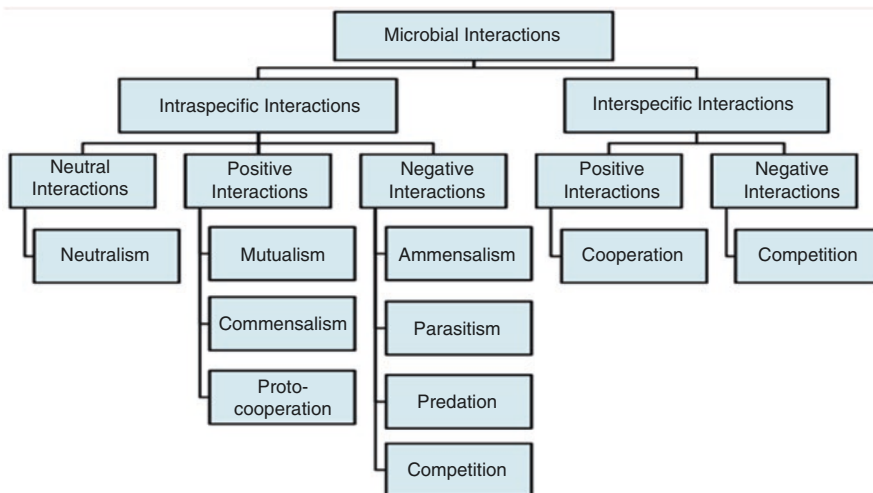 Microbial Interactions
Intraspecific Interactions
Interspecific Interactions
Neutral
Interactions
Positive
Interactions
Negative
Interactions
Positive
Interactions
Negative
Interactions
Neutralism
Mutualism
Ammensalism
Cooperation
Competition
Commensalism
Parasitism
Proto-
cooperation
Predation
Competition